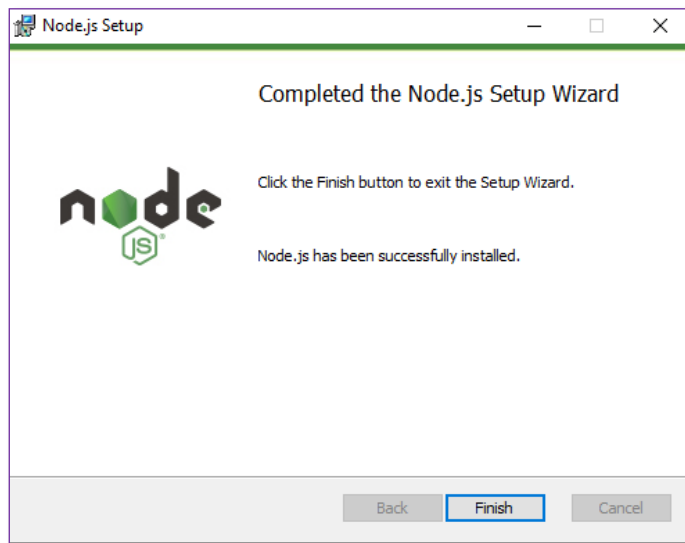 Node.js Setup
Completed the Node.js Setup Wizard
Click the Finish button to exit the Setup Wizard.
node
JS
Node.js has been successfully installed.
Back
Finish
Cancel